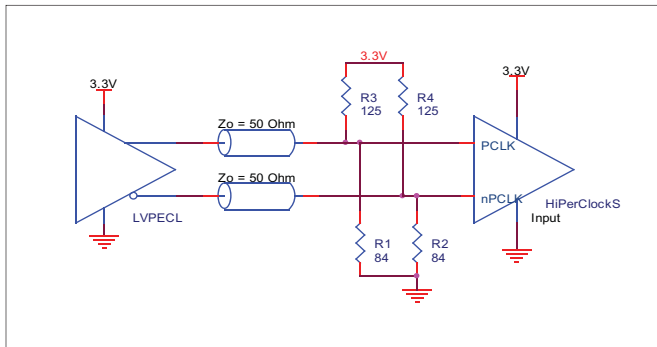 3.3V
3.3V
3.3V
R3
125
R4
125
Zo = 50 Ohm
PCLK
Zo = 50 Ohm
nPCLK
HiPerClockS
Input
LVPECL
R1
84
R2
84